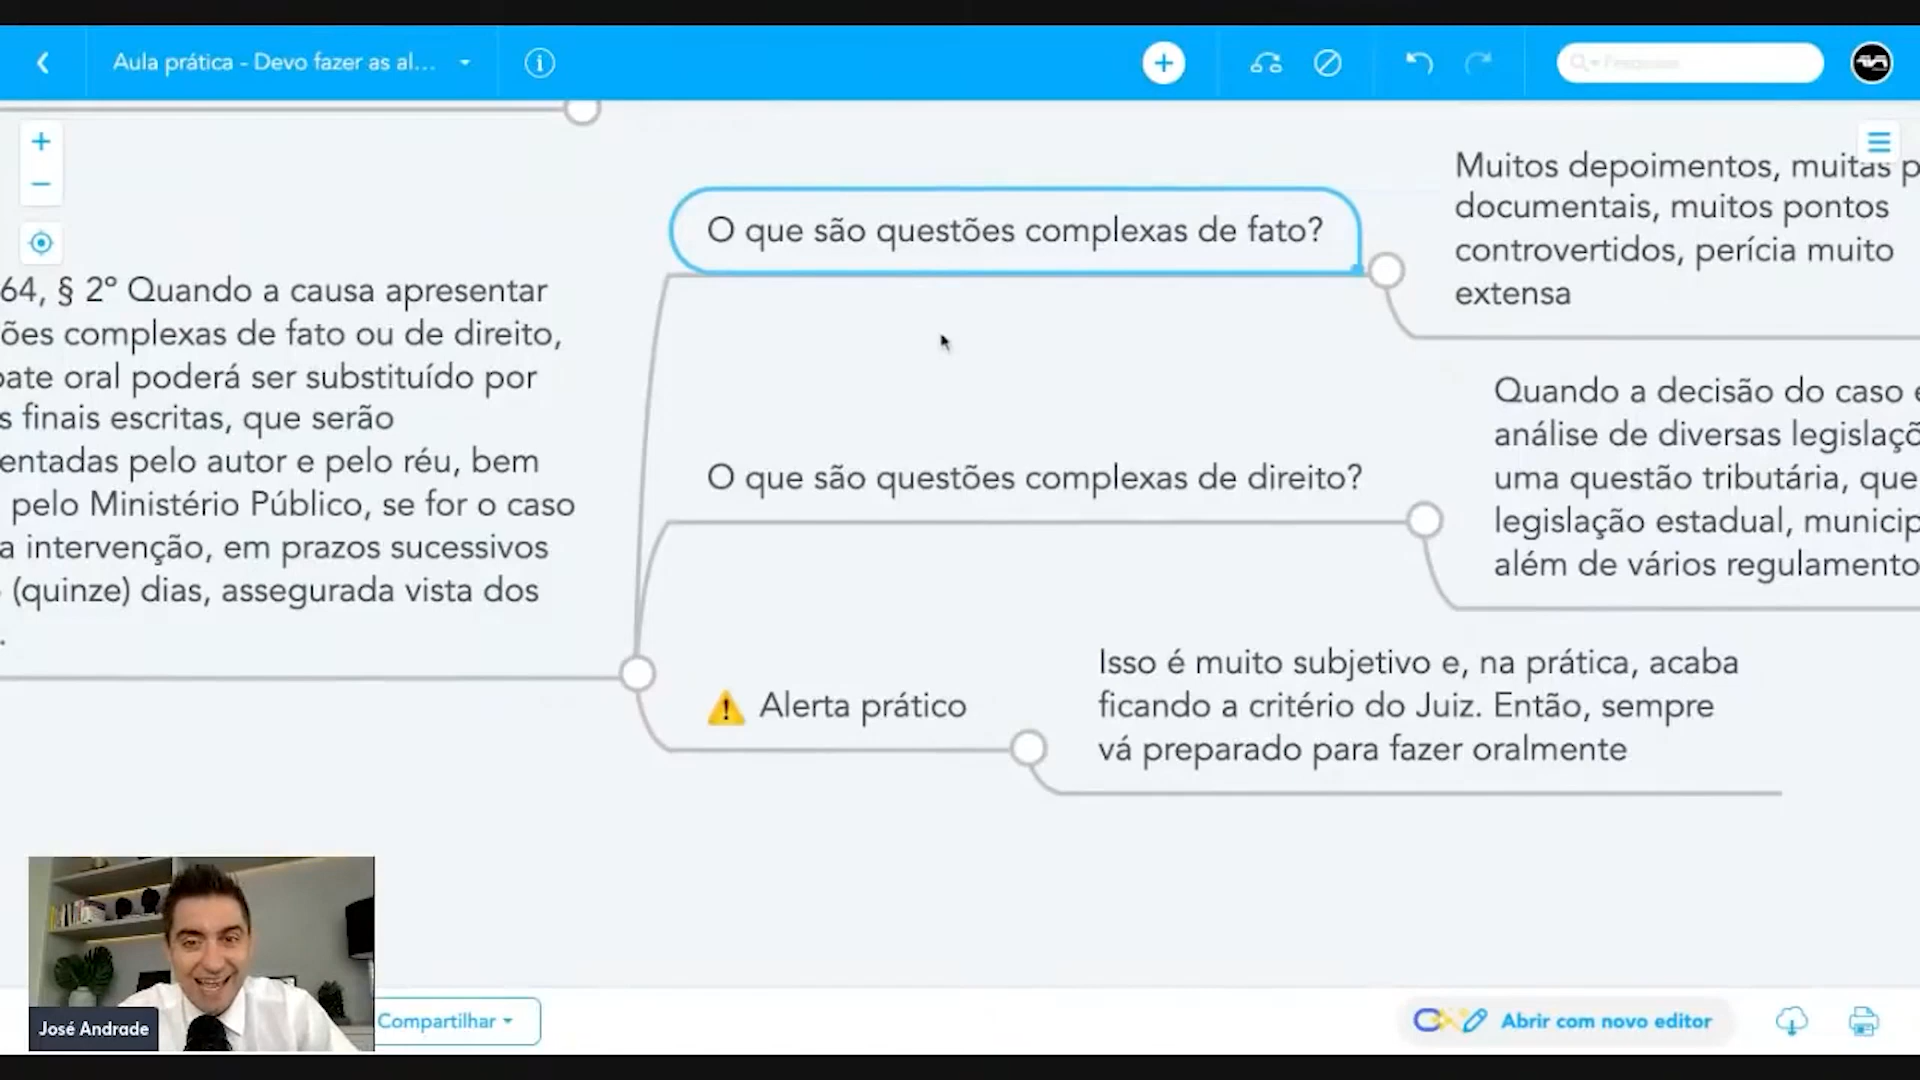 Aula prática - Devo fazer as al...
Muitos depoimentos, muitas p
documentais, muitos pontos
controvertidos, perícia muito
extensa
O que são questões complexas de fato?
64, § 2º Quando a causa apresentar
ões complexas de fato ou de direito,
bate oral poderá ser substituído por
s finais escritas, que serão
entadas pelo autor e pelo réu, bem
pelo Ministério Público, se for o caso
a intervenção, em prazos sucessivos
(quinze) dias, assegurada vista dos
.
O que são questões complexas de direito?
Quando a decisão do caso e
análise de diversas legislaçõ
uma questão tributária, que
legislação estadual, municip
além de vários regulamento
Alerta prático
Isso é muito subjetivo e, na prática, acaba
ficando a critério do Juiz. Então, sempre
vá preparado para fazer oralmente
José Andrade
Compartilhar
Abrir com novo editor